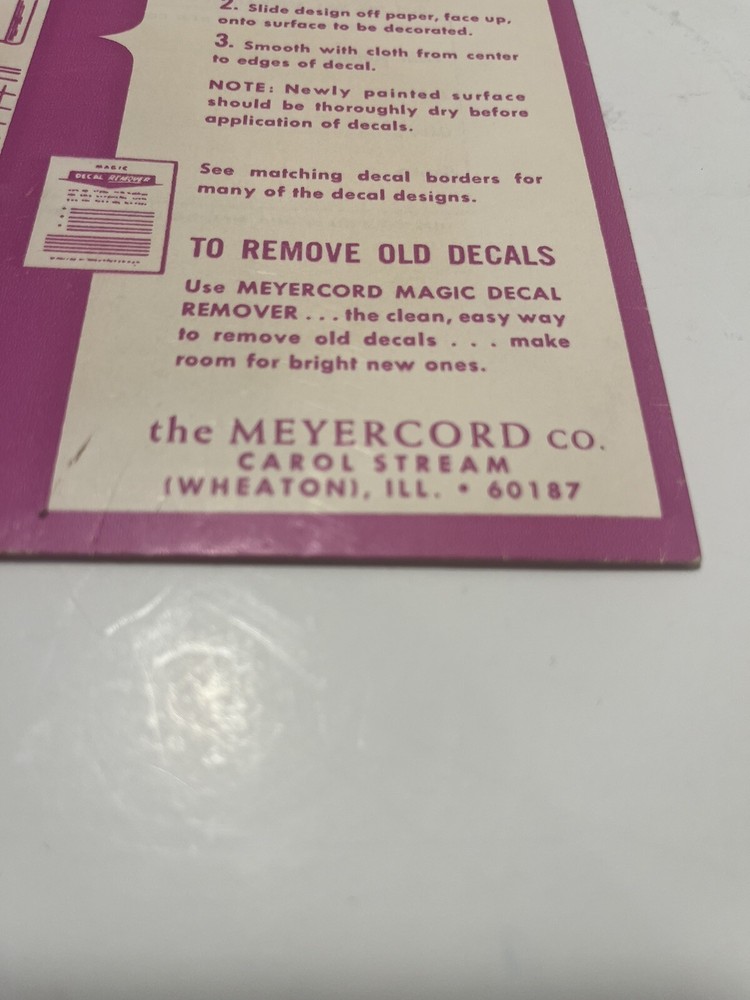 2. Slide design off paper, face up,
onto surface to be decorated.
3. Smooth with cloth from center
to edges of decal.
NOTE: Newly painted surface
should be thoroughly dry before
application of decals.
See matching decal borders for
many of the decal designs.
MAGIC
DECAL REMOVER
TO REMOVE OLD DECALS
Use MEYERCORD MAGIC DECAL
REMOVER . . . the clean, easy way
to remove old decals . . . make
room for bright new ones.
the MEYERCORD CO.
CAROL STREAM
(WHEATON), ILL. • 60187